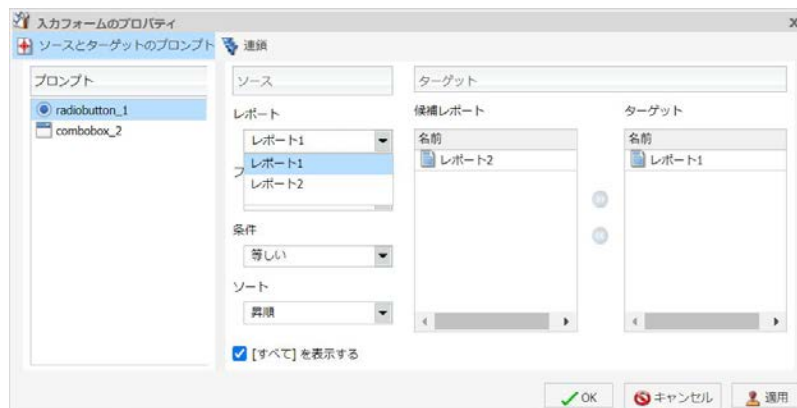 入力フォームのプロパティ
x
ソースとターゲットのプロンプト 連鎖
プロンプト
radiobutton_1
combobox_2
ソース
レポート
レポート1
レポート1
レポート2
フ
条件
等しい
ソート
昇順
[すべて] を表示する
ターゲット
候補レポート
名前
レポート2
ターゲット
名前
レポート1
OK キャンセル 適用